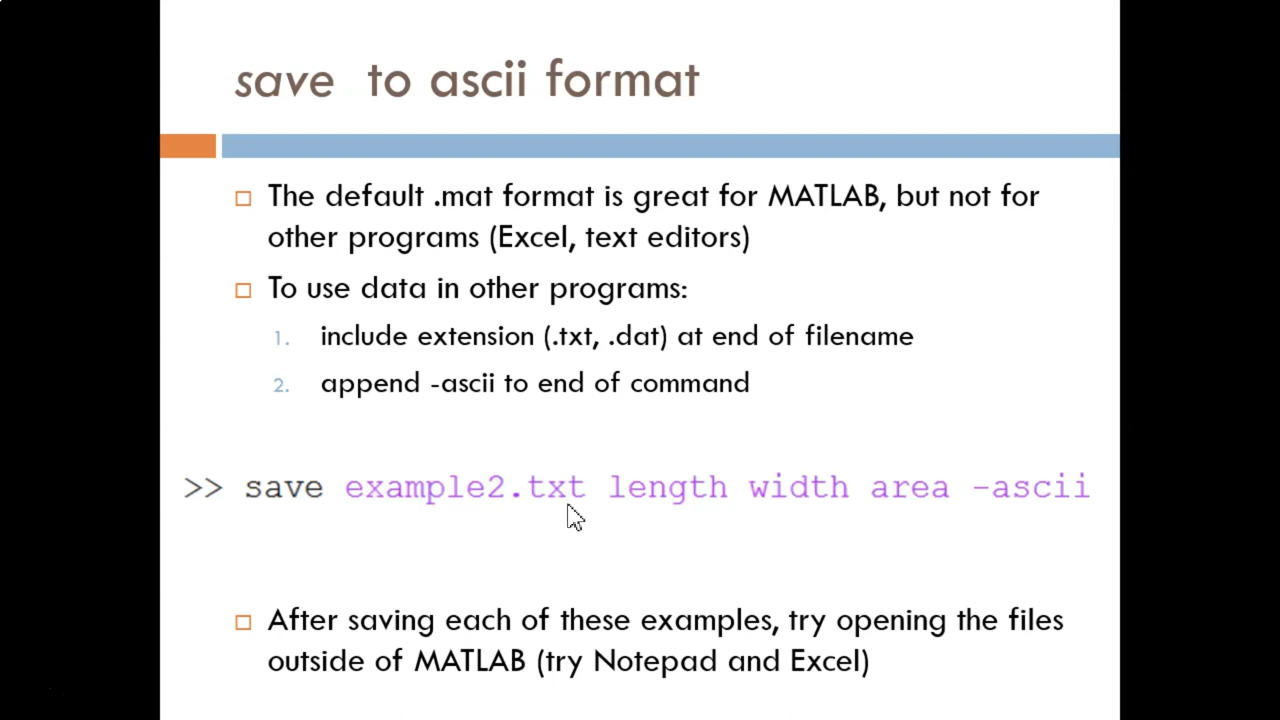 save to ascii format
The default .mat format is great for MATLAB, but not for
other programs (Excel, text editors)
To use data in other programs:
1. include extension (.txt, .dat) at end of filename
2. append -ascii to end of command
>> save example2.txt length width area -ascii
After saving each of these examples, try opening the files
outside of MATLAB (try Notepad and Excel)